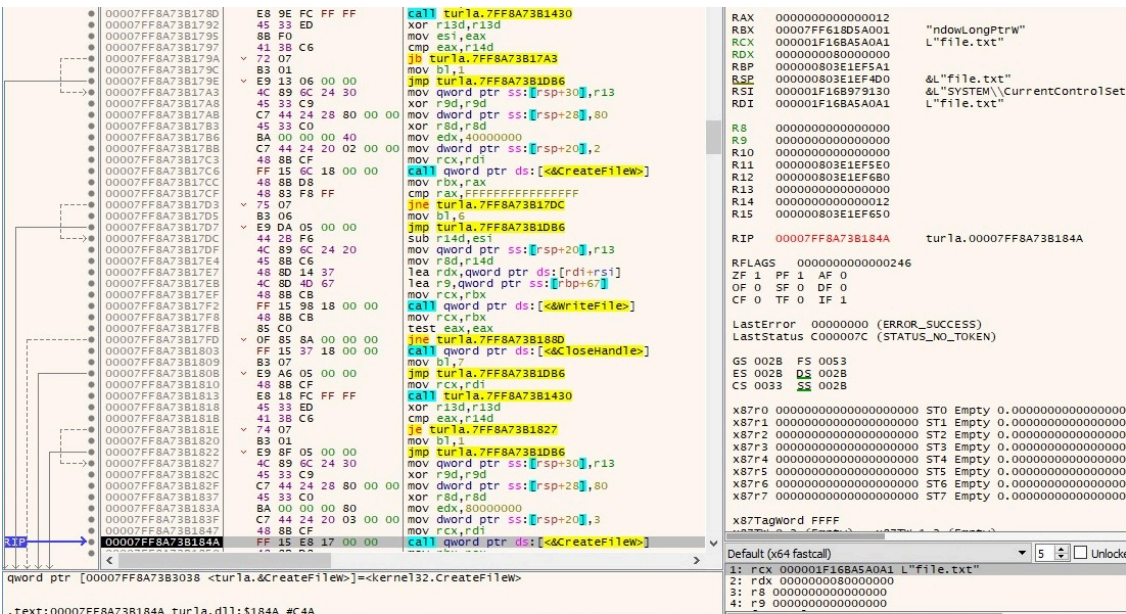 00007FF8A73B178D E8 9E FC FF FF call turla.7FF8A73B1430
00007FF8A73B1792 45 33 ED xor r13d,r13d
00007FF8A73B1795 8B F0 mov esi,eax
00007FF8A73B1797 41 3B C6 cmp eax,r14d
00007FF8A73B179A 72 07 jb turla.7FF8A73B17A3
00007FF8A73B179C B3 01 mov bl,1
00007FF8A73B179E E9 13 06 00 00 jmp turla.7FF8A73B1DB6
00007FF8A73B17A3 4C 89 6C 24 30 mov qword ptr ss:[rsp+30],r13
00007FF8A73B17A8 45 33 C9 xor r9d,r9d
00007FF8A73B17AB C7 44 24 28 80 00 00 mov dword ptr ss:[rsp+28],80
00007FF8A73B17B3 45 33 C0 xor r8d,r8d
00007FF8A73B17B6 BA 00 00 00 40 mov edx,40000000
00007FF8A73B17BB C7 44 24 20 02 00 00 mov dword ptr ss:[rsp+20],2
00007FF8A73B17C3 48 8B CF mov rcx,rdi
00007FF8A73B17C6 FF 15 6C 18 00 00 call qword ptr ds:[<&CreateFileW>]
00007FF8A73B17CC 48 8B D8 mov rbx,rax
00007FF8A73B17CF 48 83 F8 FF cmp rax,FFFFFFFFFFFFFFFF
00007FF8A73B17D3 75 07 jne turla.7FF8A73B17DC
00007FF8A73B17D5 B3 06 mov bl,6
00007FF8A73B17D7 E9 DA 05 00 00 jmp turla.7FF8A73B1DB6
00007FF8A73B17DC 44 2B F6 sub r14d,esi
00007FF8A73B17DF 4C 89 6C 24 20 mov qword ptr ss:[rsp+20],r13
00007FF8A73B17E4 45 8B C6 mov r8d,r14d
00007FF8A73B17E7 48 8D 14 37 lea rdx,qword ptr ds:[rdi+rsi]
00007FF8A73B17EB 4C 8D 4D 67 lea r9,qword ptr ss:[rbp+67]
00007FF8A73B17EF 48 8B CB mov rcx,rbx
00007FF8A73B17F2 FF 15 98 18 00 00 call qword ptr ds:[<&WriteFile>]
00007FF8A73B17F8 48 8B CB mov rcx,rbx
00007FF8A73B17FB 85 C0 test eax,eax
00007FF8A73B17FD 0F 85 8A 00 00 00 jne turla.7FF8A73B188D
00007FF8A73B1803 FF 15 37 18 00 00 call qword ptr ds:[<&CloseHandle>]
00007FF8A73B1809 B3 07 mov bl,7
00007FF8A73B180B E9 A6 05 00 00 jmp turla.7FF8A73B1DB6
00007FF8A73B1810 48 8B CF mov rcx,rdi
00007FF8A73B1813 E8 18 FC FF FF call turla.7FF8A73B1430
00007FF8A73B1818 45 33 ED xor r13d,r13d
00007FF8A73B181B 41 3B C6 cmp eax,r14d
00007FF8A73B181E 74 07 je turla.7FF8A73B1827
00007FF8A73B1820 B3 01 mov bl,1
00007FF8A73B1822 E9 8F 05 00 00 jmp turla.7FF8A73B1DB6
00007FF8A73B1827 4C 89 6C 24 30 mov qword ptr ss:[rsp+30],r13
00007FF8A73B182C 45 33 C9 xor r9d,r9d
00007FF8A73B182F C7 44 24 28 80 00 00 mov dword ptr ss:[rsp+28],80
00007FF8A73B1837 45 33 C0 xor r8d,r8d
00007FF8A73B183A BA 00 00 00 80 mov edx,80000000
00007FF8A73B183F C7 44 24 20 03 00 00 mov dword ptr ss:[rsp+20],3
00007FF8A73B1847 48 8B CF mov rcx,rdi
RIP 00007FF8A73B184A FF 15 E8 17 00 00 call qword ptr ds:[<&CreateFileW>]
qword ptr [00007FF8A73B3038 <turla.&CreateFileW>]=<kernel32.CreateFileW>
.text:00007FF8A73B184A turla.dll:$184A #C4A
RAX 0000000000000012
RBX 00007FF618D5A001 "ndowLongPtrW"
RCX 000001F16BA5A0A1 L"file.txt"
RDX 0000000080000000
RBP 000000803E1EF5A1
RSP 000000803E1EF4D0 &L"file.txt"
RSI 000001F16B979130 &L"SYSTEM\\CurrentControlSet
RDI 000001F16BA5A0A1 L"file.txt"
R8 0000000000000000
R9 0000000000000000
R10 0000000000000000
R11 000000803E1EF5E0
R12 000000803E1EF6B0
R13 0000000000000000
R14 0000000000000012
R15 000000803E1EF650
RIP 00007FF8A73B184A turla.00007FF8A73B184A
RFLAGS 0000000000000246
ZF 1 PF 1 AF 0
OF 0 SF 0 DF 0
CF 0 TF 0 IF 1
LastError 00000000 (ERROR_SUCCESS)
LastStatus C000007C (STATUS_NO_TOKEN)
GS 002B FS 0053
ES 002B DS 002B
CS 0033 SS 002B
x87r0 00000000000000000000 ST0 Empty 0.0000000000000000
x87r1 00000000000000000000 ST1 Empty 0.0000000000000000
x87r2 00000000000000000000 ST2 Empty 0.0000000000000000
x87r3 00000000000000000000 ST3 Empty 0.0000000000000000
x87r4 00000000000000000000 ST4 Empty 0.0000000000000000
x87r5 00000000000000000000 ST5 Empty 0.0000000000000000
x87r6 00000000000000000000 ST6 Empty 0.0000000000000000
x87r7 00000000000000000000 ST7 Empty 0.0000000000000000
x87TagWord FFFF
Default (x64 fastcall) 5 Unlocke
1: rcx 000001F16BA5A0A1 L"file.txt"
2: rdx 0000000080000000
3: r8 0000000000000000
4: r9 0000000000000000